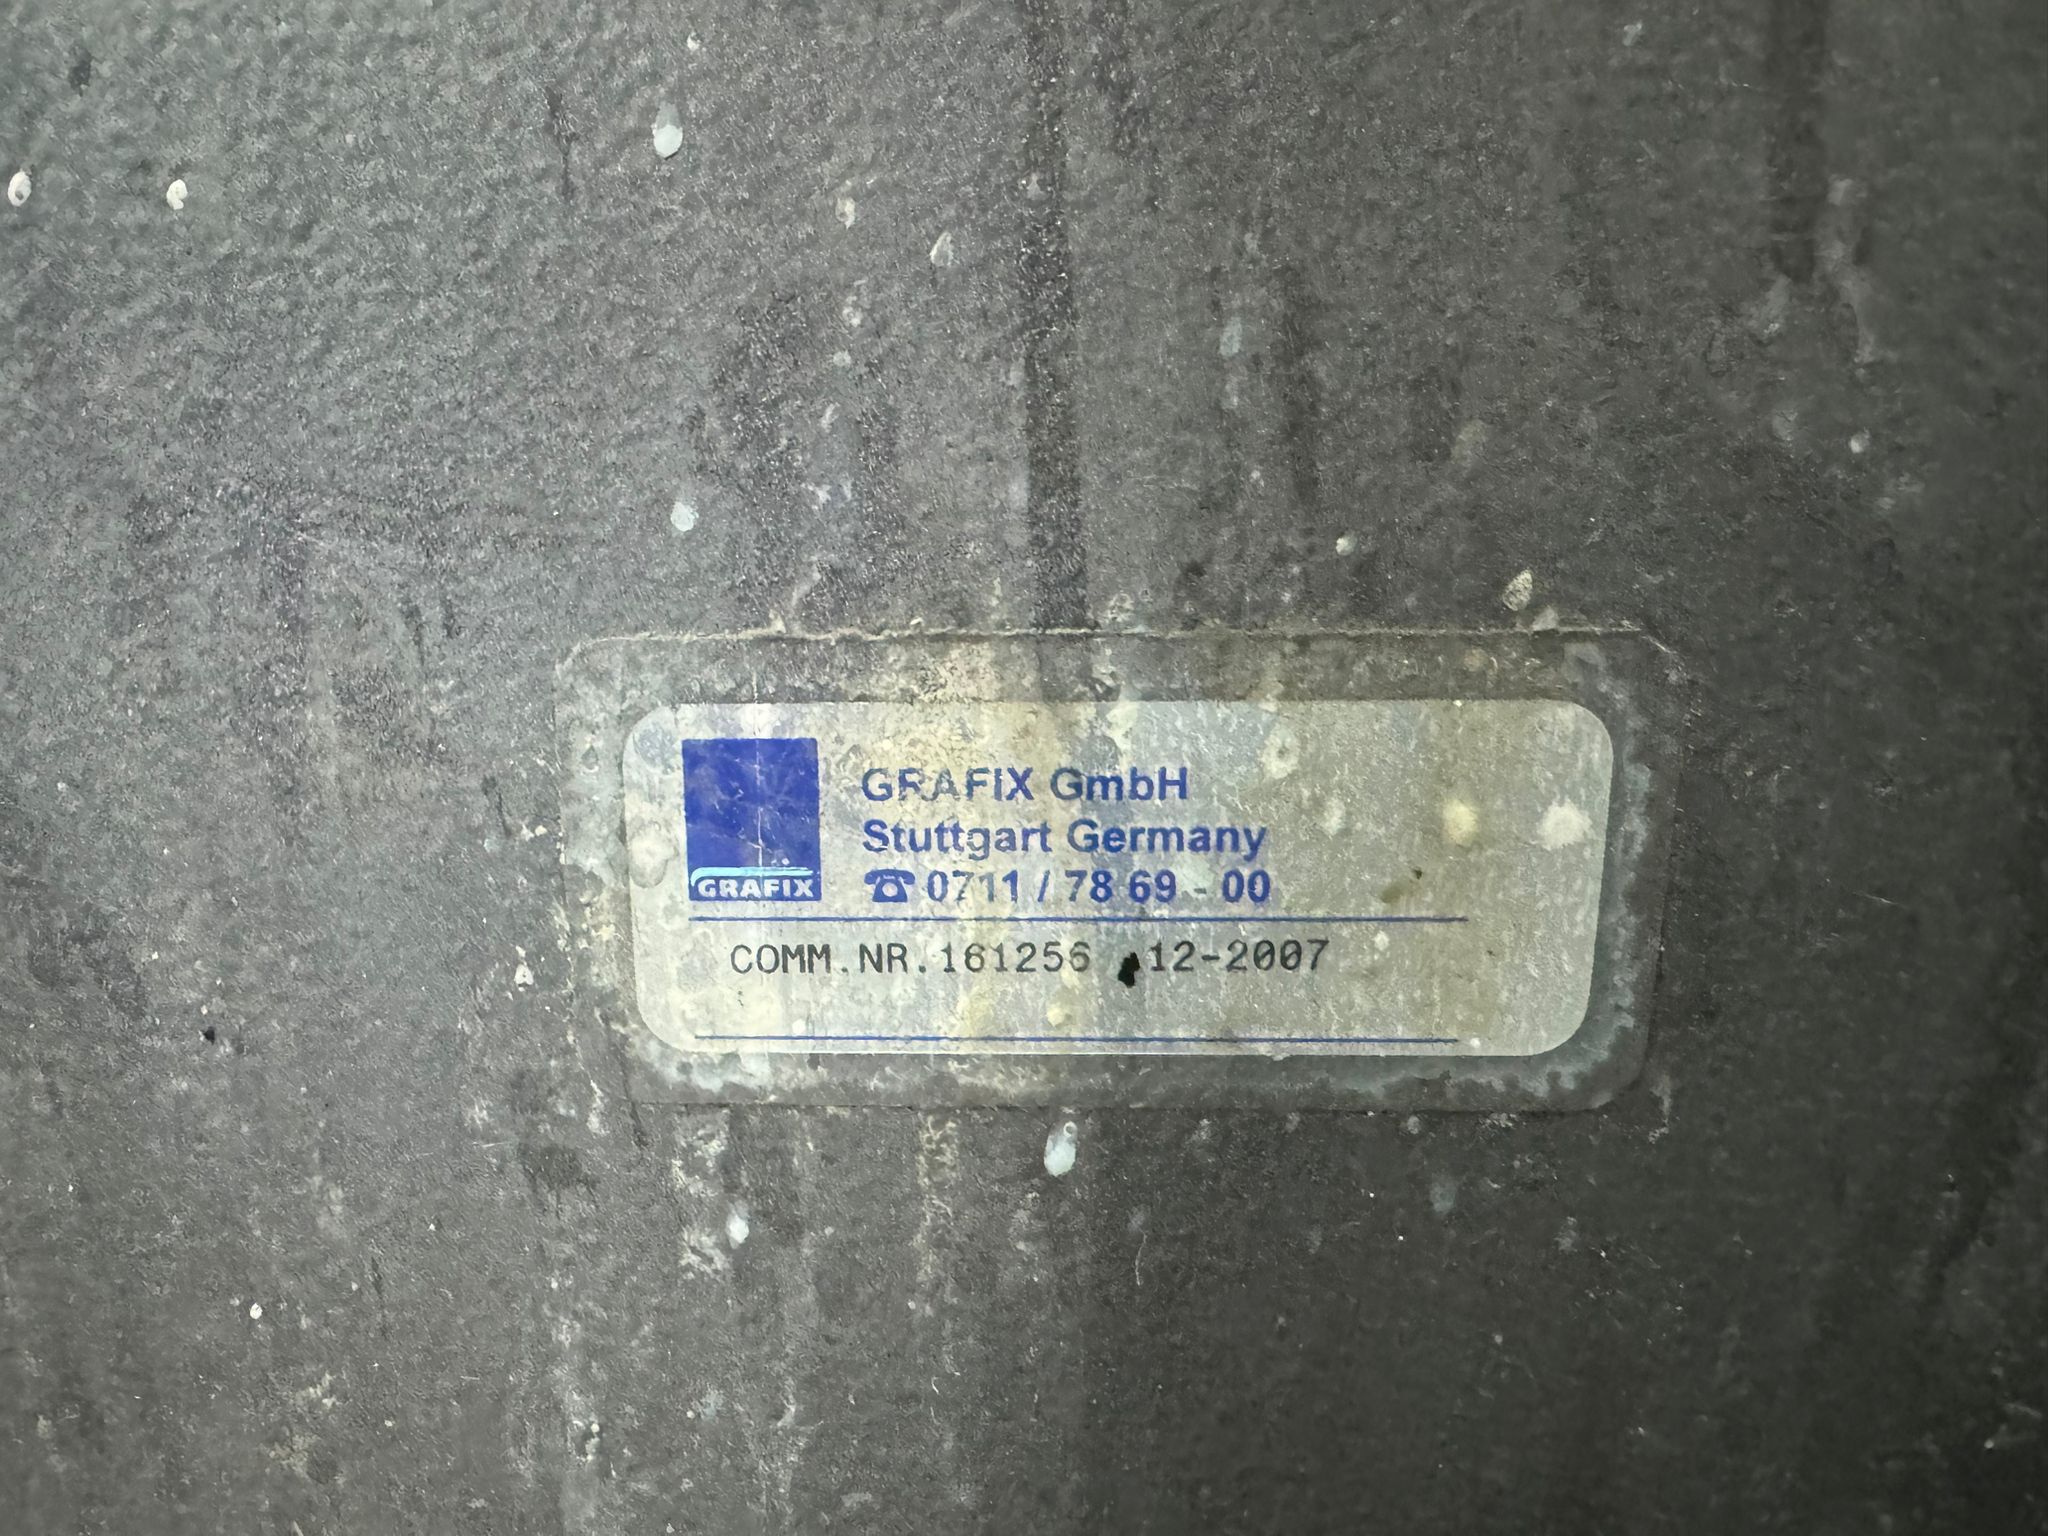 GRAFIX
GRAFIX GmbH
Stuttgart Germany
☎ 0711 / 78 69 - 00
COMM.NR.161256 12-2007